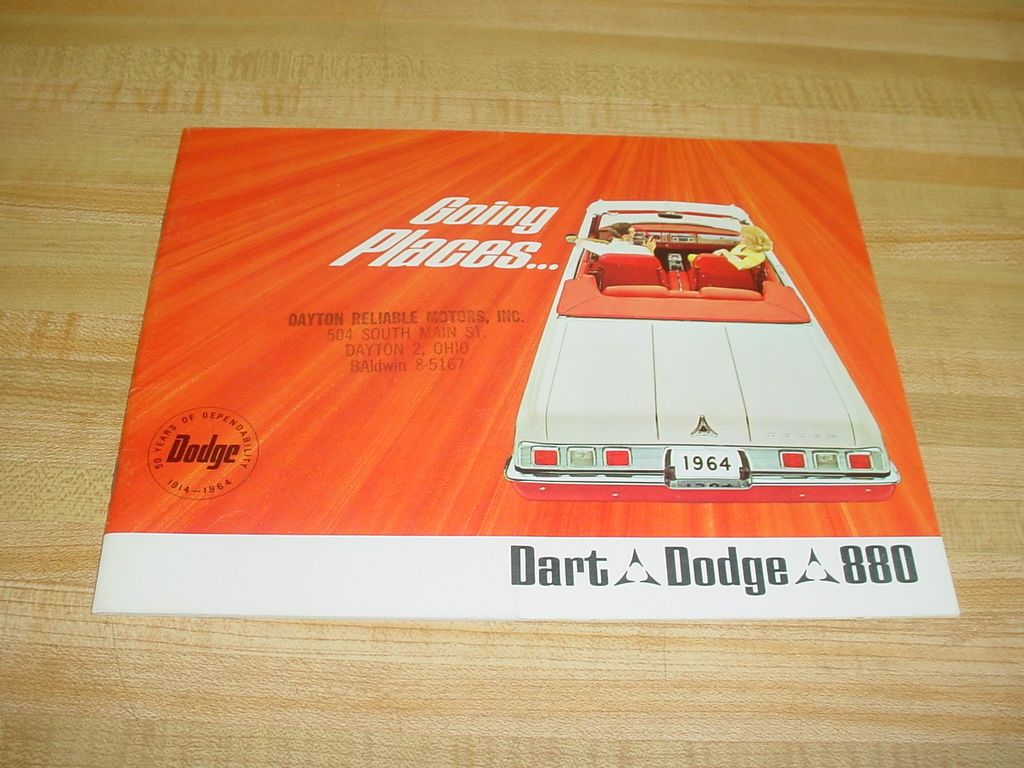 Going
Places...
DAYTON RELIABLE MOTORS, INC.
504 SOUTH MAIN ST.
DAYTON 2, OHIO
BAldwin 8-5167
50 YEARS OF DEPENDABILITY
Dodge
1914-1964
DODGE
1964
Dart Dodge 880